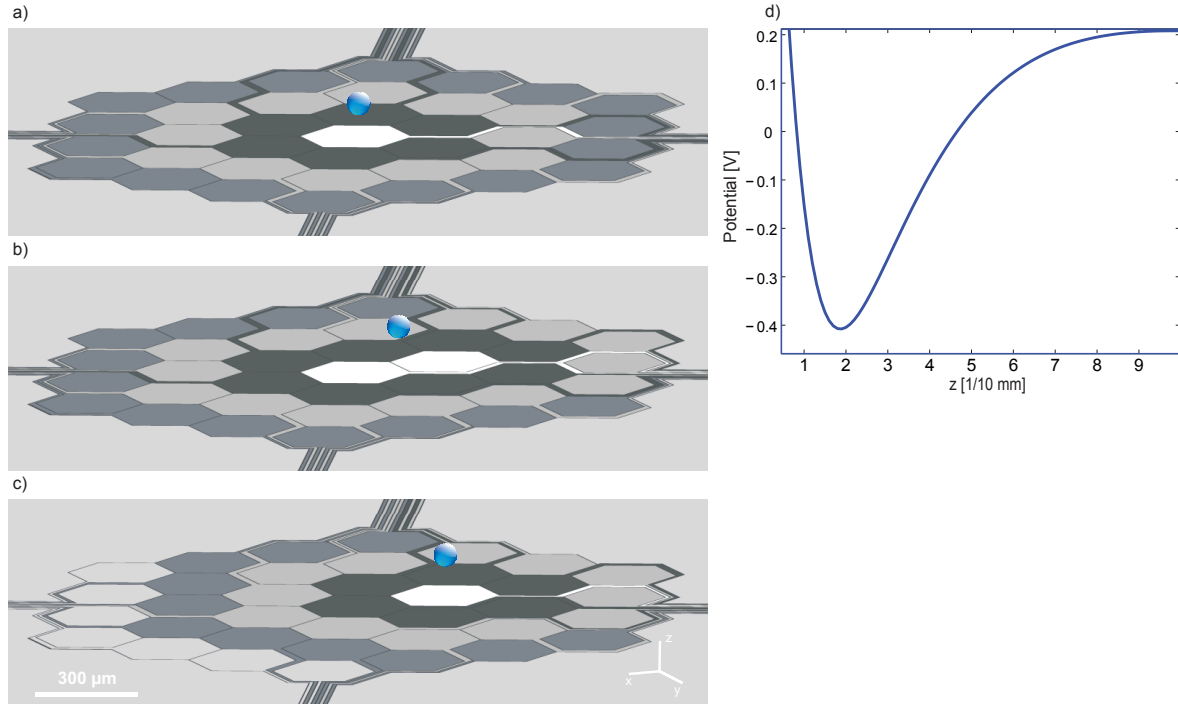 a)
b)
c)
300 µm
z
x
y
d)
0.2
0.1
0
−0.1
−0.2
−0.3
−0.4
Potential [V]
1 2 3 4 5 6 7 8 9
z [1/10 mm]